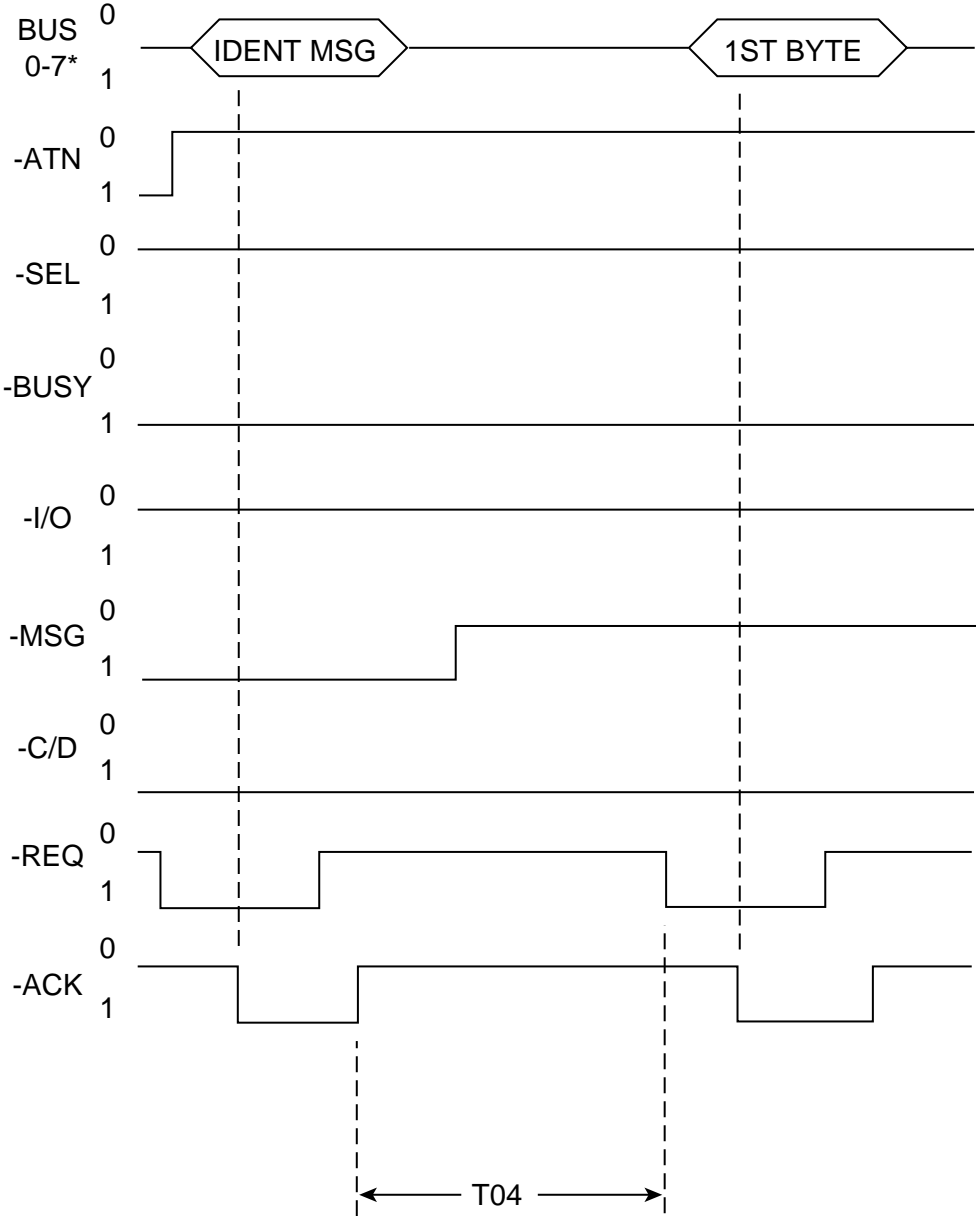 BUS 0-7* 0 1 IDENT MSG 1ST BYTE
-ATN 0 1
-SEL 0 1
-BUSY 0 1
-I/O 0 1
-MSG 0 1
-C/D 0 1
-REQ 0 1
-ACK 0 1
T04